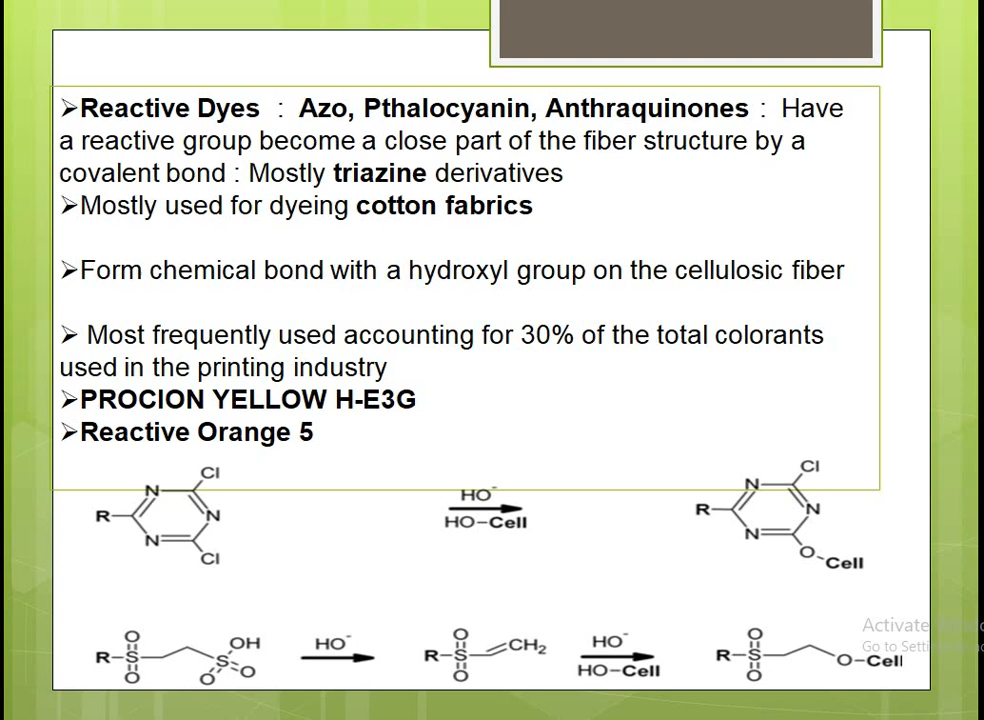 ➢Reactive Dyes : Azo, Pthalocyanin, Anthraquinones : Have
a reactive group become a close part of the fiber structure by a
covalent bond : Mostly triazine derivatives
➢Mostly used for dyeing cotton fabrics
➢Form chemical bond with a hydroxyl group on the cellulosic fiber
➢ Most frequently used accounting for 30% of the total colorants
used in the printing industry
➢PROCION YELLOW H-E3G
➢Reactive Orange 5
Cl
N
R
N
N
Cl
HO-
HO-Cell
Cl
N
R
N
N
O
Cell
O
R-S
O
OH
S
O
O
HO-
O
R-S
O
CH2
HO-
HO-Cell
O
R-S
O
O-Cell
Activate
Go to Setti